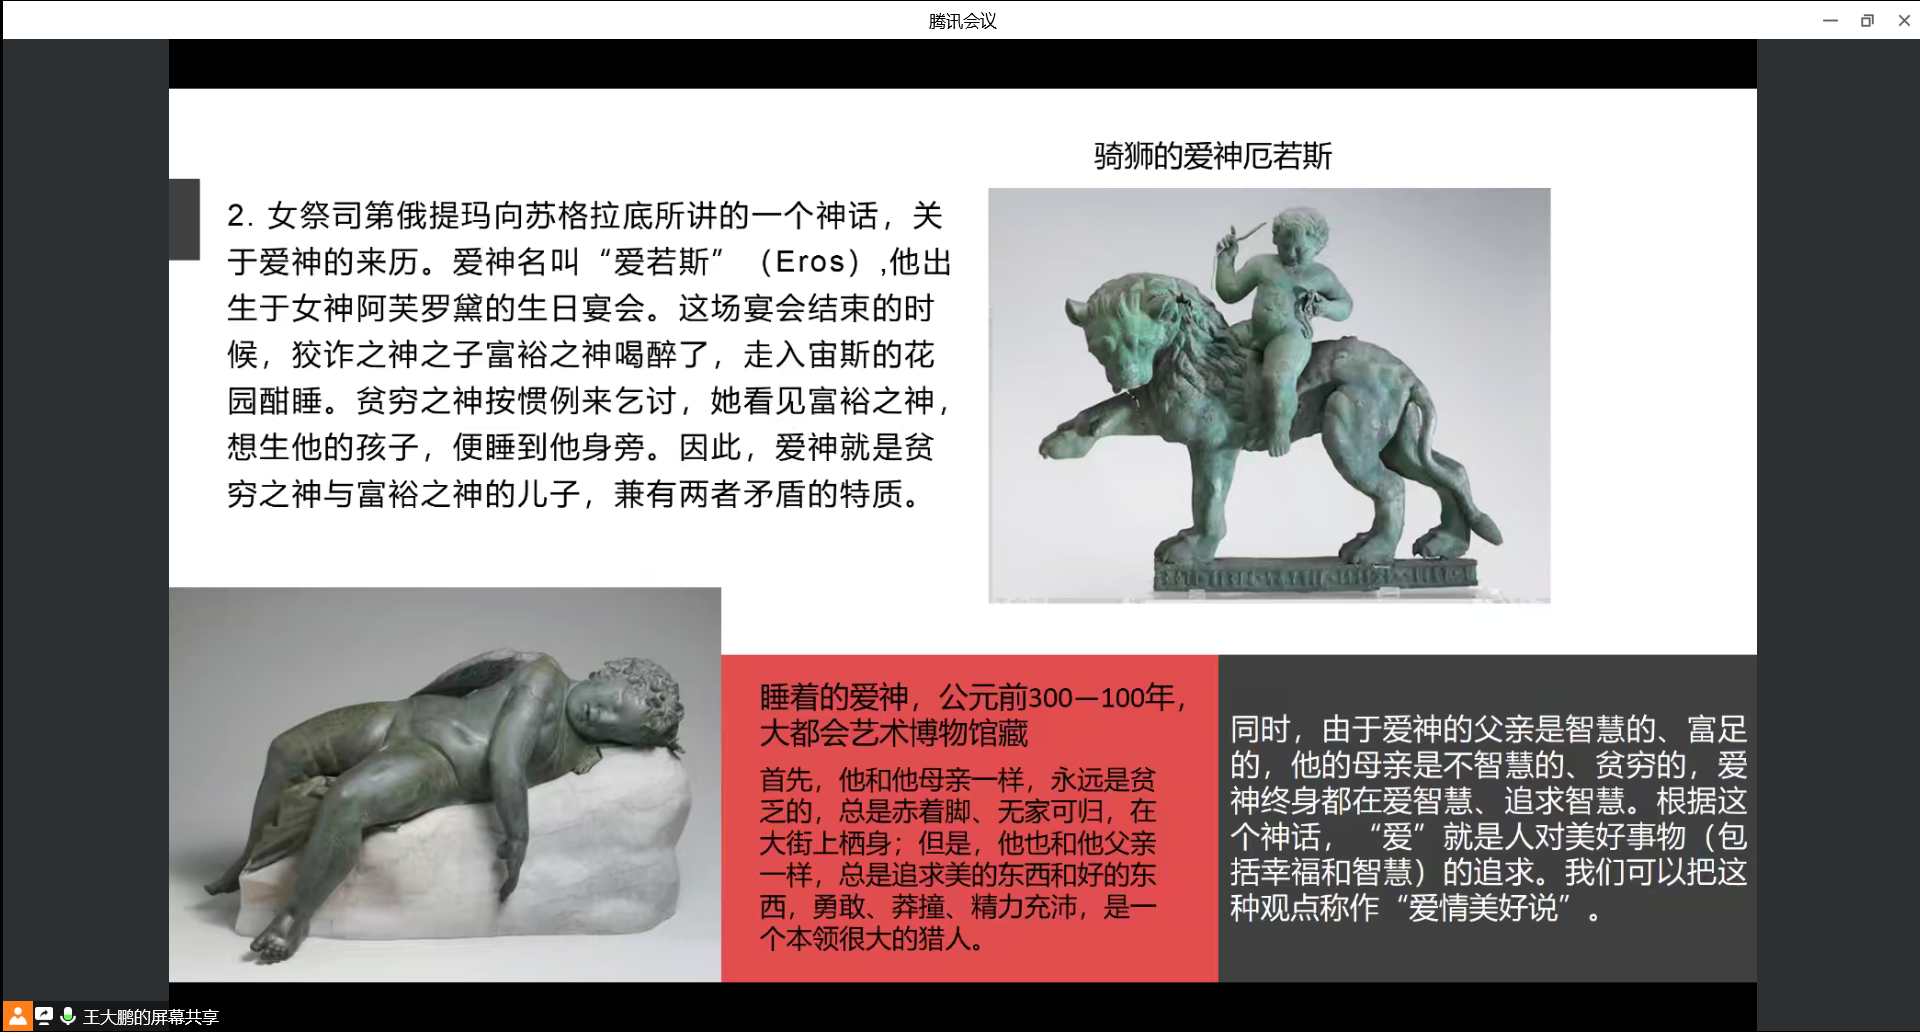 腾讯会议
骑狮的爱神厄若斯
2. 女祭司第俄提玛向苏格拉底所讲的一个神话，关
于爱神的来历。爱神名叫“爱若斯”（Eros）,他出
生于女神阿芙罗黛的生日宴会。这场宴会结束的时
候，狡诈之神之子富裕之神喝醉了，走入宙斯的花
园酣睡。贫穷之神按惯例来乞讨，她看见富裕之神，
想生他的孩子，便睡到他身旁。因此，爱神就是贫
穷之神与富裕之神的儿子，兼有两者矛盾的特质。
睡着的爱神，公元前300—100年，
大都会艺术博物馆藏
首先，他和他母亲一样，永远是贫
乏的，总是赤着脚、无家可归，在
大街上栖身；但是，他也和他父亲
一样，总是追求美的东西和好的东
西，勇敢、莽撞、精力充沛，是一
个本领很大的猎人。
同时，由于爱神的父亲是智慧的、富足
的，他的母亲是不智慧的、贫穷的，爱
神终身都在爱智慧、追求智慧。根据这
个神话，“爱”就是人对美好事物（包
括幸福和智慧）的追求。我们可以把这
种观点称作“爱情美好说”。
王大鹏的屏幕共享